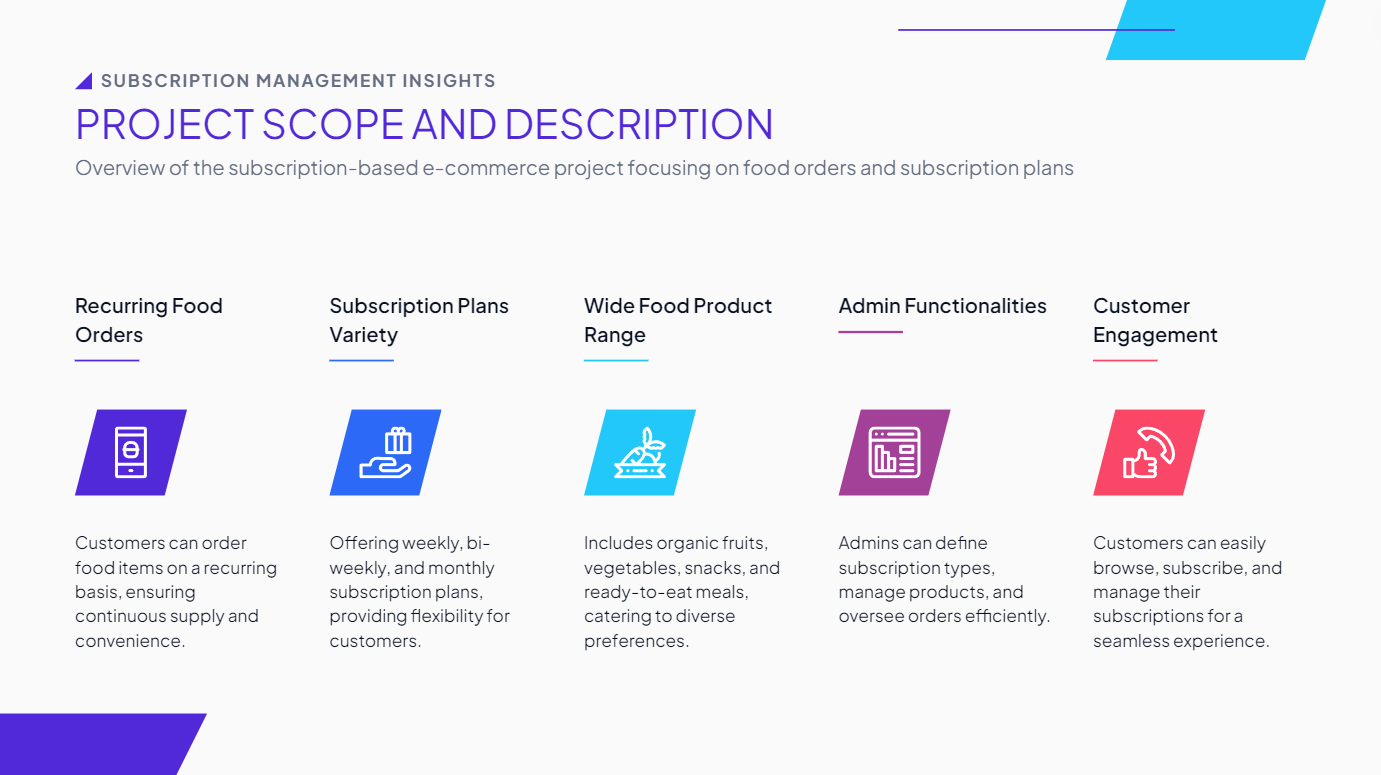 SUBSCRIPTION MANAGEMENT INSIGHTS
PROJECT SCOPE AND DESCRIPTION
Overview of the subscription-based e-commerce project focusing on food orders and subscription plans
Recurring Food
Orders
Customers can order
food items on a recurring
basis, ensuring
continuous supply and
convenience.
Subscription Plans
Variety
Offering weekly, bi-
weekly, and monthly
subscription plans,
providing flexibility for
customers.
Wide Food Product
Range
Includes organic fruits,
vegetables, snacks, and
ready-to-eat meals,
catering to diverse
preferences.
Admin Functionalities
Admins can define
subscription types,
manage products, and
oversee orders efficiently.
Customer
Engagement
Customers can easily
browse, subscribe, and
manage their
subscriptions for a
seamless experience.